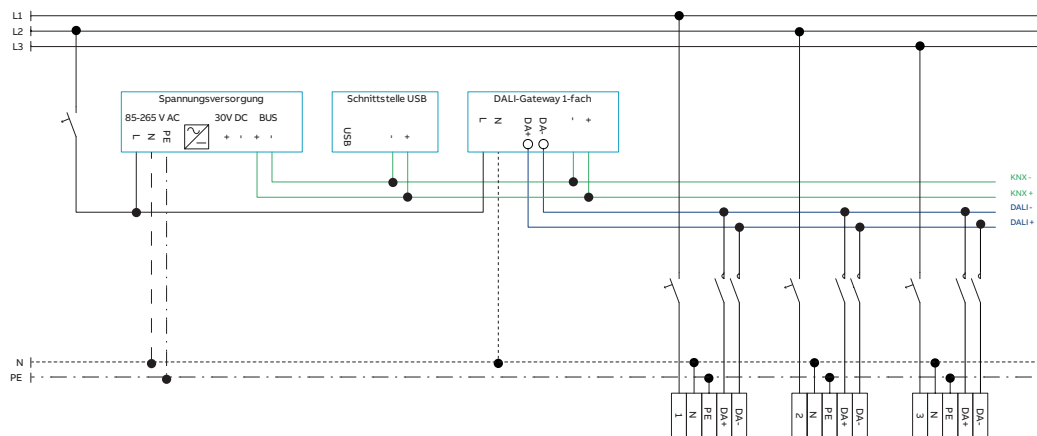 L1
L2
L3
Spannungsversorgung
85-265 V AC 30V DC BUS
L N PE + - + -
Schnittstelle USB
USB - +
DALI-Gateway 1-fach
L N DA+ DA- - +
KNX -
KNX +
DALI -
DALI +
N
PE
1 N PE DA+ DA-
2 N PE DA+ DA-
3 N PE DA+ DA-